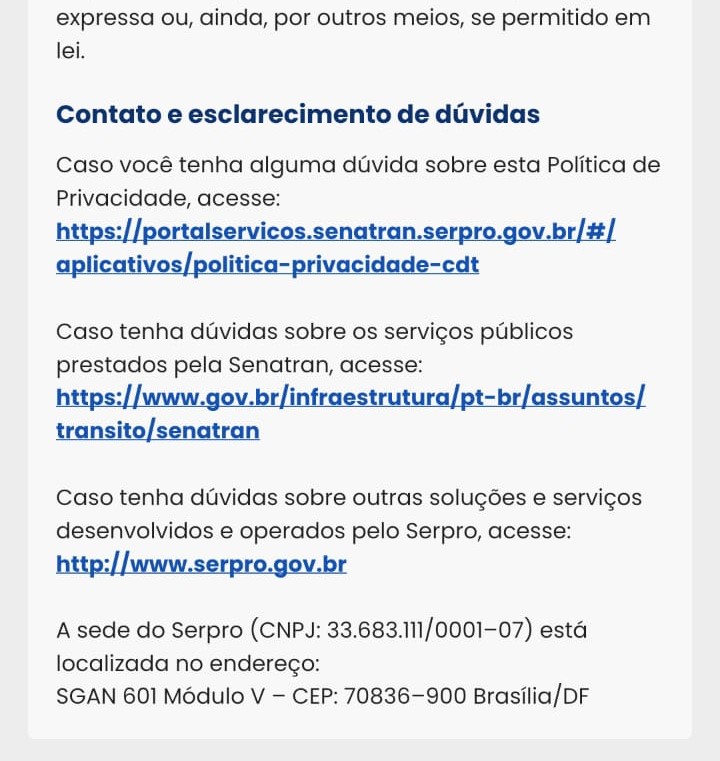 expressa ou, ainda, por outros meios, se permitido em
lei.
Contato e esclarecimento de dúvidas
Caso você tenha alguma dúvida sobre esta Política de
Privacidade, acesse:
https://portalservicos.senatran.serpro.gov.br/#/
aplicativos/politica-privacidade-cdt
Caso tenha dúvidas sobre os serviços públicos
prestados pela Senatran, acesse:
https://www.gov.br/infraestrutura/pt-br/assuntos/
transito/senatran
Caso tenha dúvidas sobre outras soluções e serviços
desenvolvidos e operados pelo Serpro, acesse:
http://www.serpro.gov.br
A sede do Serpro (CNPJ: 33.683.111/0001–07) está
localizada no endereço:
SGAN 601 Módulo V – CEP: 70836–900 Brasília/DF